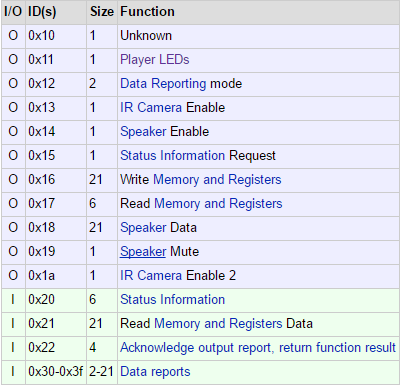 I/O ID(s) Size Function
O 0x10 1 Unknown
O 0x11 1 Player LEDs
O 0x12 2 Data Reporting mode
O 0x13 1 IR Camera Enable
O 0x14 1 Speaker Enable
O 0x15 1 Status Information Request
O 0x16 21 Write Memory and Registers
O 0x17 6 Read Memory and Registers
O 0x18 21 Speaker Data
O 0x19 1 Speaker Mute
O 0x1a 1 IR Camera Enable 2
I 0x20 6 Status Information
I 0x21 21 Read Memory and Registers Data
I 0x22 4 Acknowledge output report, return function result
I 0x30-0x3f 2-21 Data reports